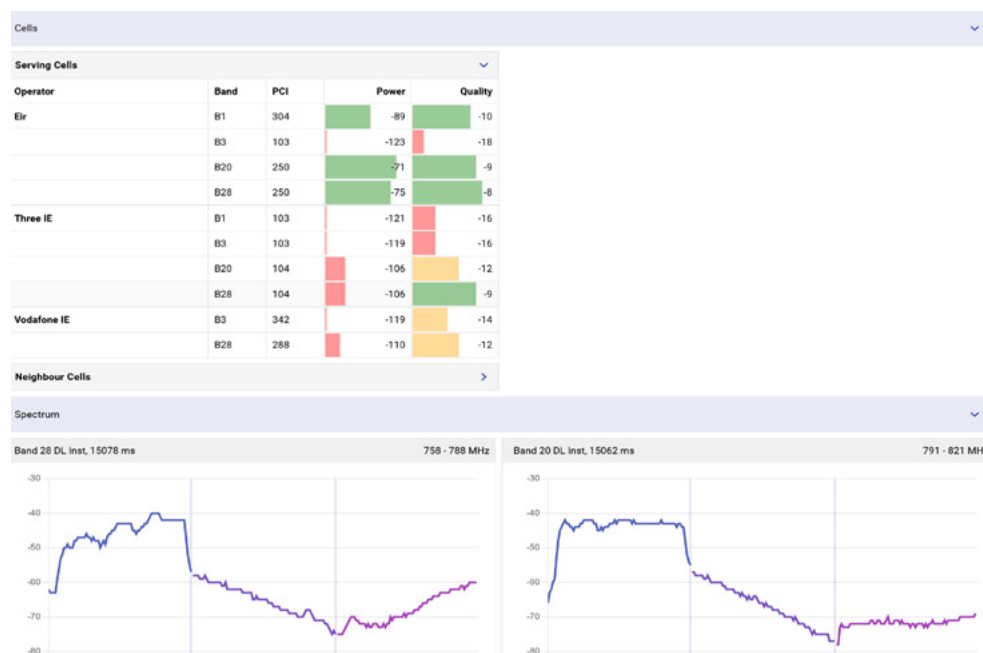 Cells
Serving Cells
Operator Band PCI Power Quality
Eir B1 304 -89 -10
B3 103 -123 -18
B20 250 -71 -9
B28 250 -75 -8
Three IE B1 103 -121 -16
B3 103 -119 -16
B20 104 -106 -12
B28 104 -106 -9
Vodafone IE B3 342 -119 -14
B28 288 -110 -12
Neighbour Cells
Spectrum
Band 28 DL Inst, 15078 ms 758 - 788 MHz
-30
-40
-50
-60
-70
-80
Band 20 DL Inst, 15062 ms 791 - 821 MH
-30
-40
-50
-60
-70
-80